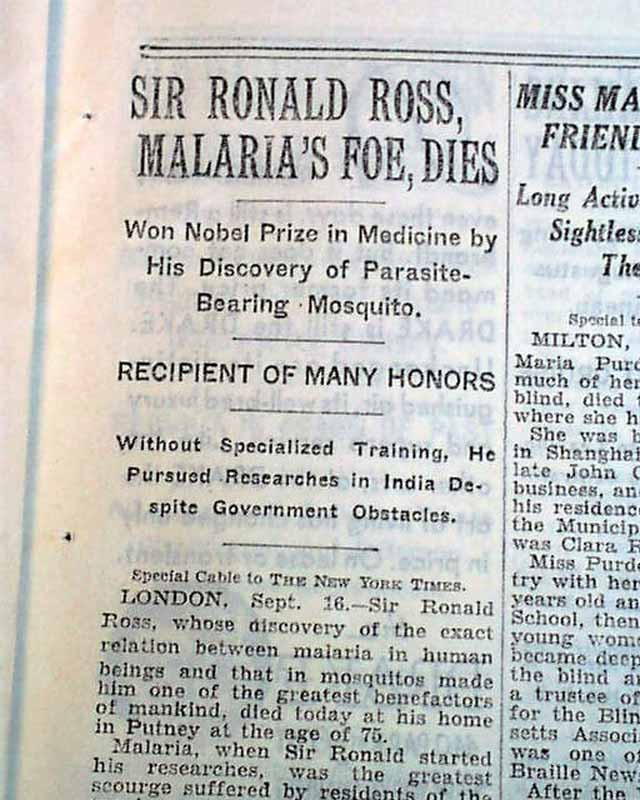 SIR RONALD ROSS,
MALARIA'S FOE, DIES
Won Nobel Prize in Medicine by
His Discovery of Parasite-
Bearing Mosquito.
RECIPIENT OF MANY HONORS
Without Specialized Training, He
Pursued Researches in India De-
spite Government Obstacles.
Special Cable to THE NEW YORK TIMES.
LONDON, Sept. 16.—Sir Ronald
Ross, whose discovery of the exact
relation between malaria in human
beings and that in mosquitos made
him one of the greatest benefactors
of mankind, died today at his home
in Putney at the age of 75.
Malaria, when Sir Ronald started
his researches, was the greatest
scourge suffered by residents of the
MISS MA
FRIEND
Long Activ
Sightless
The
Special t
MILTON,
Maria Purd
much of her
blind, died t
where she h
She was b
in Shanghai
late John C
business, an
his residence
the Municip
was Clara
Miss Purd
try with her
years old an
School, then
young wom
became deep
the blind a
a trustee of
for the Blin
setts Associ
was one of
Braille New
After the